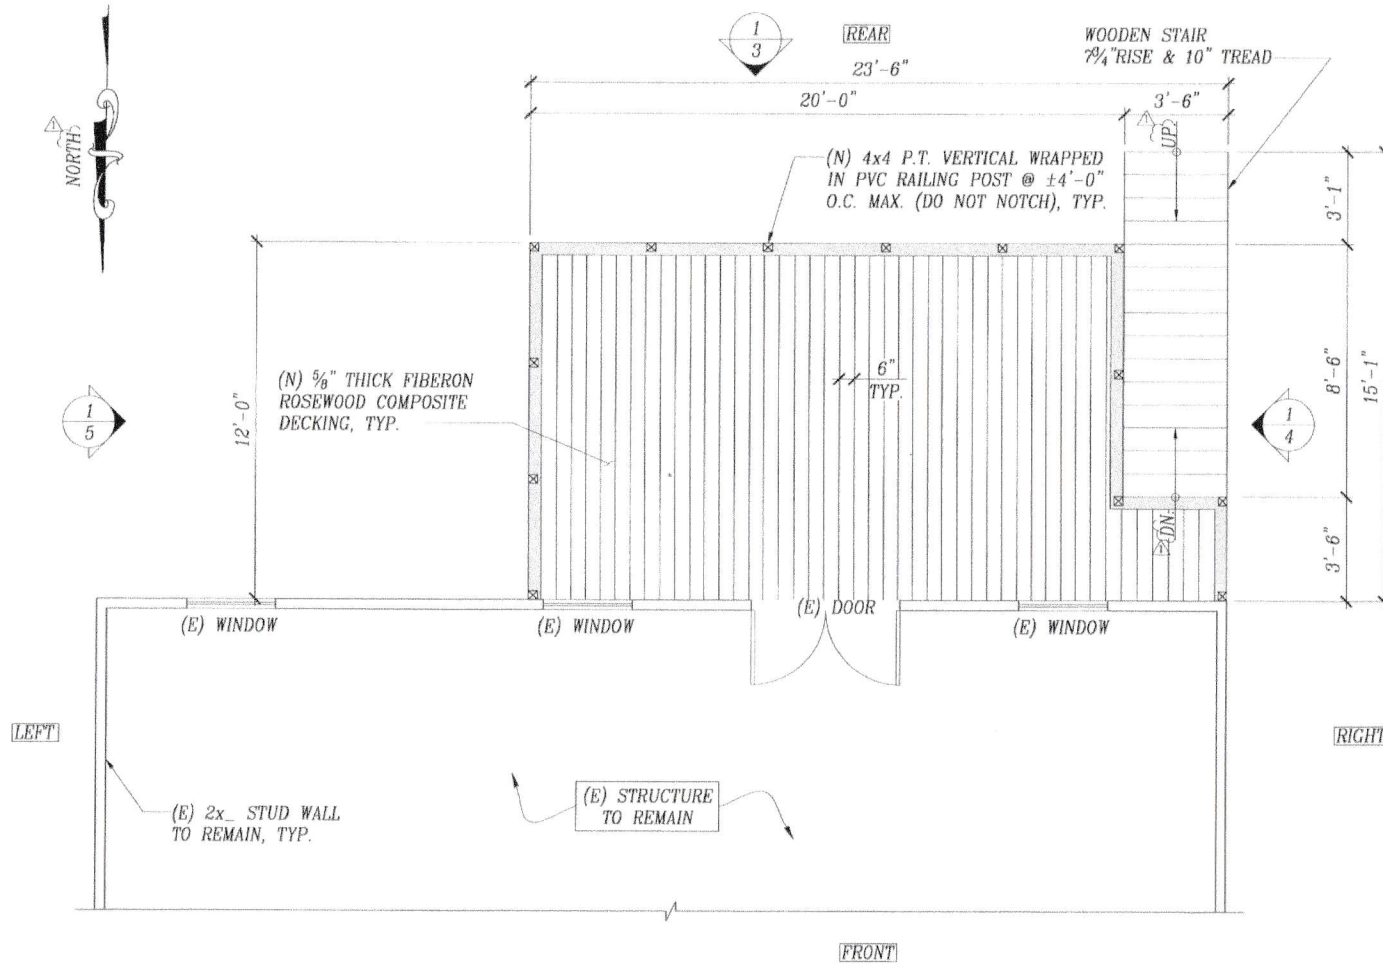 1
3
REAR
WOODEN STAIR
7¾"RISE & 10" TREAD
23'-6"
20'-0"
3'-6"
1
NORTH
1
UP.
(N) 4x4 P.T. VERTICAL WRAPPED
IN PVC RAILING POST @ ±4'-0"
O.C. MAX. (DO NOT NOTCH), TYP.
3'-1"
(N) ⅝" THICK FIBERON
ROSEWOOD COMPOSITE
DECKING, TYP.
6"
TYP.
12'-0"
8'-6"
15'-1"
1
5
1
4
DN.
1
3'-6"
(E) WINDOW
(E) WINDOW
(E) DOOR
(E) WINDOW
LEFT
RIGHT
(E) 2x_ STUD WALL
TO REMAIN, TYP.
(E) STRUCTURE
TO REMAIN
FRONT